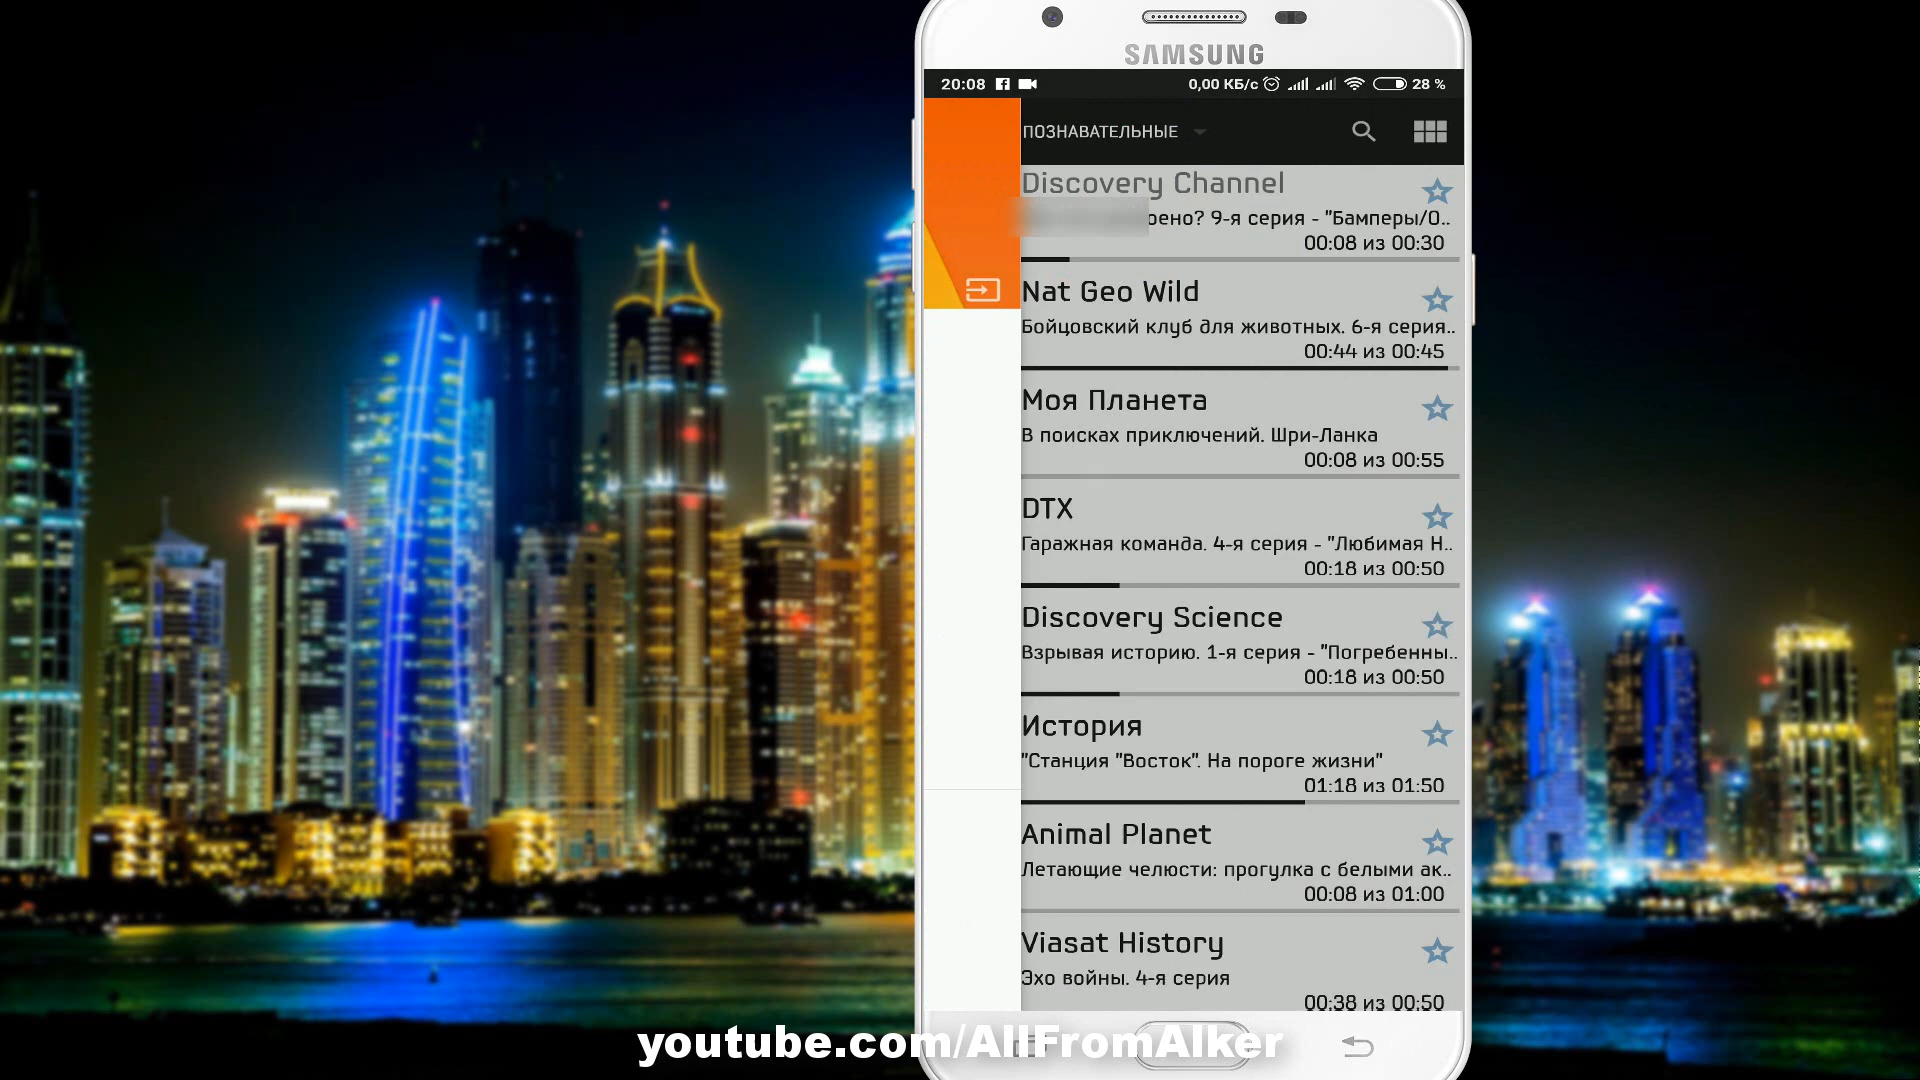 SAMSUNG
20:08
0,00 КБ/с
28 %
ПОЗНАВАТЕЛЬНЫЕ
Discovery Channel
9-я серия - "Бамперы/О..
00:08 из 00:30
Nat Geo Wild
Бойцовский клуб для животных. 6-я серия..
00:44 из 00:45
Моя Планета
В поисках приключений. Шри-Ланка
00:08 из 00:55
DTX
Гаражная команда. 4-я серия - "Любимая Н..
00:18 из 00:50
Discovery Science
Взрывая историю. 1-я серия - "Погребенны..
00:18 из 00:50
История
"Станция "Восток". На пороге жизни"
01:18 из 01:50
Animal Planet
Летающие челюсти: прогулка с белыми ак..
00:08 из 01:00
Viasat History
Эхо войны. 4-я серия
00:38 из 00:50
youtube.com/AllFromAlker